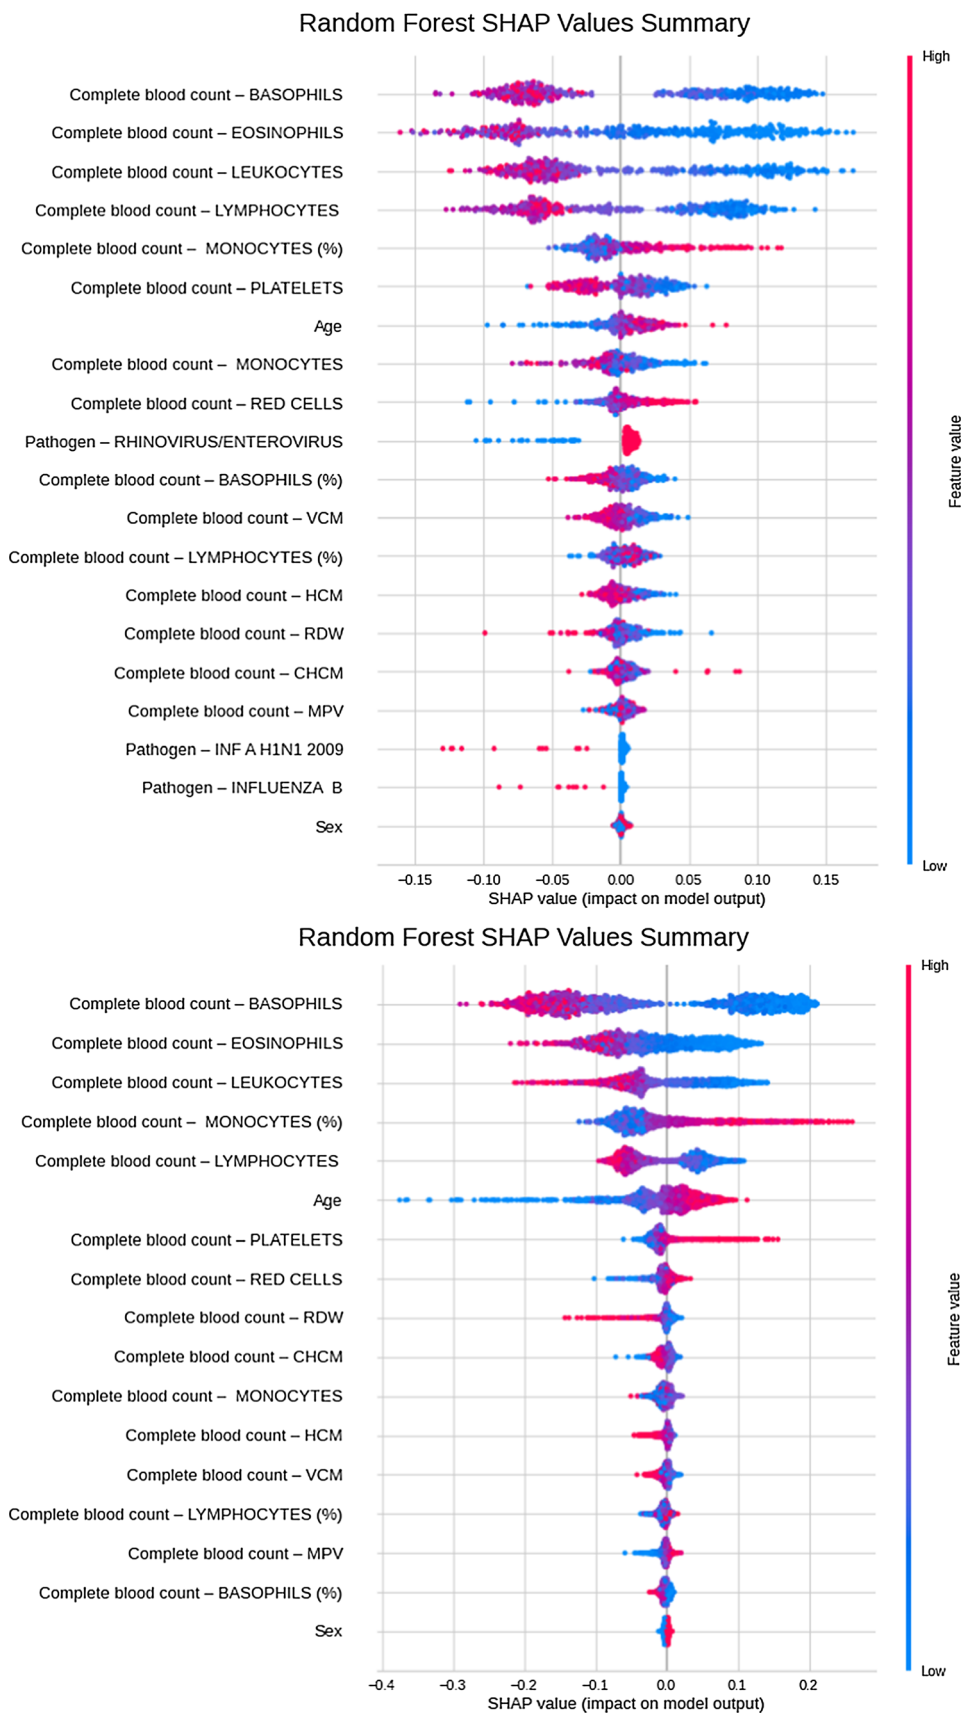 Random Forest SHAP Values Summary
High
Complete blood count – BASOPHILS
Complete blood count – EOSINOPHILS
Complete blood count – LEUKOCYTES
Complete blood count – LYMPHOCYTES
Complete blood count – MONOCYTES (%)
Complete blood count – PLATELETS
Age
Complete blood count – MONOCYTES
Complete blood count – RED CELLS
Pathogen – RHINOVIRUS/ENTEROVIRUS
Complete blood count – BASOPHILS (%)
Complete blood count – VCM
Complete blood count – LYMPHOCYTES (%)
Complete blood count – HCM
Complete blood count – RDW
Complete blood count – CHCM
Complete blood count – MPV
Pathogen – INF A H1N1 2009
Pathogen – INFLUENZA B
Sex
Feature value
Low
−0.15 −0.10 −0.05 0.00 0.05 0.10 0.15
SHAP value (impact on model output)
Random Forest SHAP Values Summary
High
Complete blood count – BASOPHILS
Complete blood count – EOSINOPHILS
Complete blood count – LEUKOCYTES
Complete blood count – MONOCYTES (%)
Complete blood count – LYMPHOCYTES
Age
Complete blood count – PLATELETS
Complete blood count – RED CELLS
Complete blood count – RDW
Complete blood count – CHCM
Complete blood count – MONOCYTES
Complete blood count – HCM
Complete blood count – VCM
Complete blood count – LYMPHOCYTES (%)
Complete blood count – MPV
Complete blood count – BASOPHILS (%)
Sex
Feature value
Low
−0.4 −0.3 −0.2 −0.1 0.0 0.1 0.2
SHAP value (impact on model output)